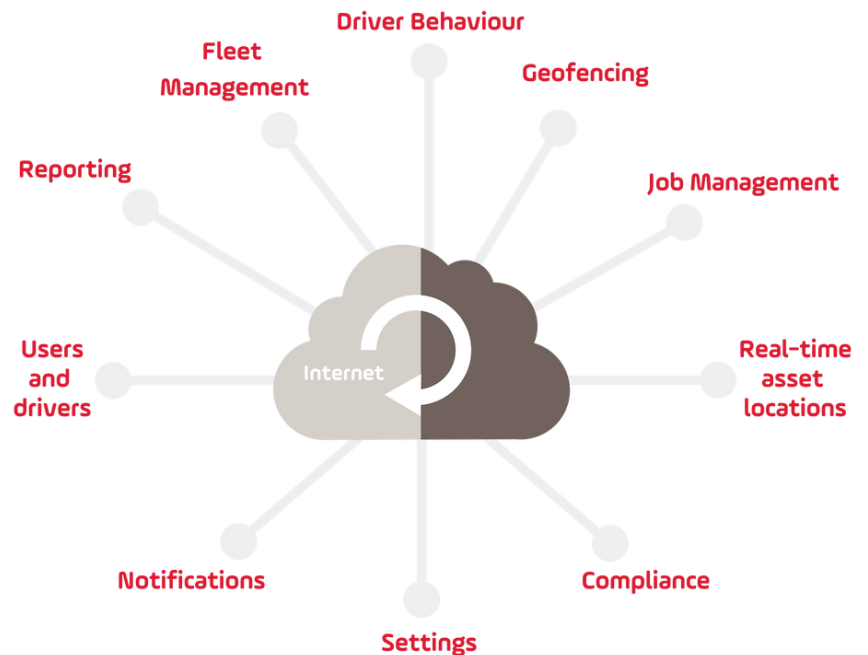 Driver Behaviour
Fleet
Management
Geofencing
Reporting
Job Management
Internet
Users
and
drivers
Real-time
asset
locations
Notifications
Compliance
Settings